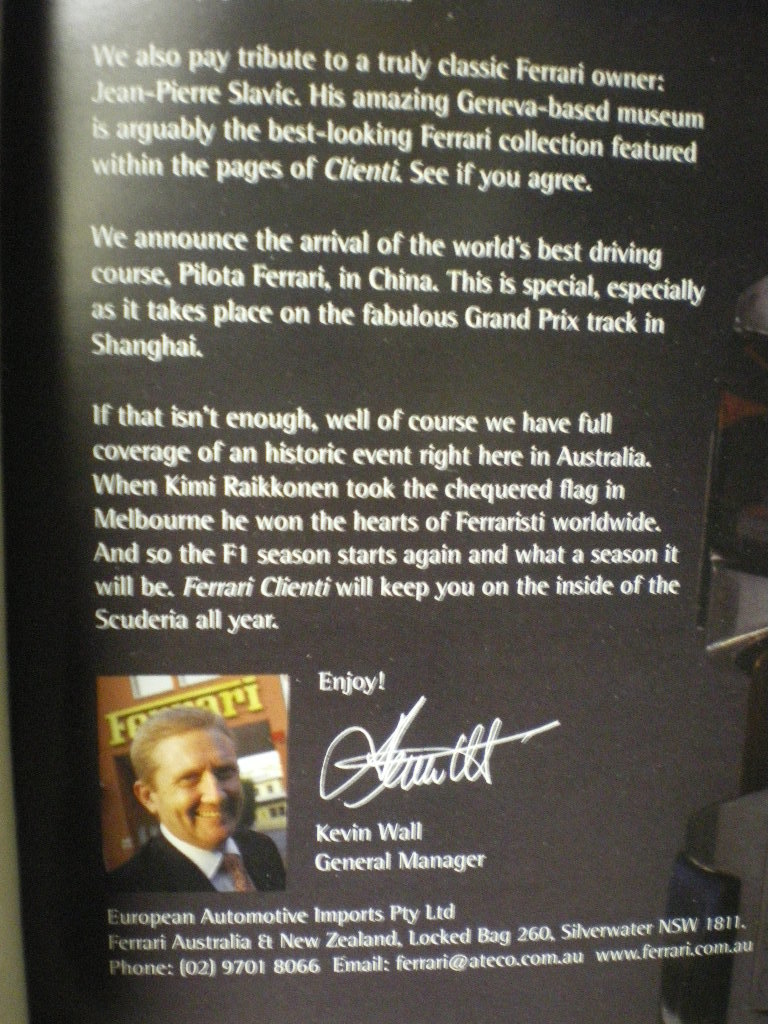 We also pay tribute to a truly classic Ferrari owner:
Jean-Pierre Slavic. His amazing Geneva-based museum
is arguably the best-looking Ferrari collection featured
within the pages of Clienti. See if you agree.
We announce the arrival of the world's best driving
course, Pilota Ferrari, in China. This is special, especially
as it takes place on the fabulous Grand Prix track in
Shanghai.
If that isn't enough, well of course we have full
coverage of an historic event right here in Australia.
When Kimi Raikkonen took the chequered flag in
Melbourne he won the hearts of Ferraristi worldwide.
And so the F1 season starts again and what a season it
will be. Ferrari Clienti will keep you on the inside of the
Scuderia all year.
Ferrari
Enjoy!
Kevin Wall
General Manager
European Automotive Imports Pty Ltd
Ferrari Australia & New Zealand, Locked Bag 260, Silverwater NSW 1811.
Phone: (02) 9701 8066 Email: ferrari@ateco.com.au www.ferrari.com.au